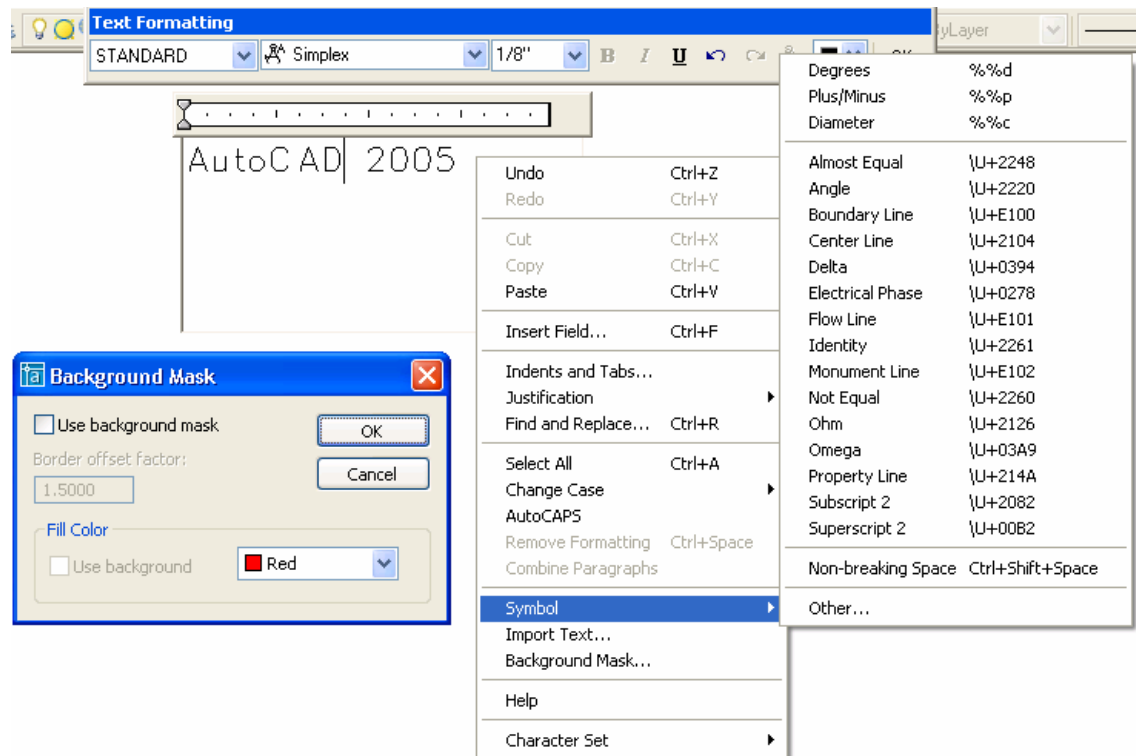 Text Formatting
STANDARD Simplex 1/8" B I U
yLayer
AutoCAD 2005
Undo Ctrl+Z
Redo Ctrl+Y
Cut Ctrl+X
Copy Ctrl+C
Paste Ctrl+V
Insert Field... Ctrl+F
Indents and Tabs...
Justification
Find and Replace... Ctrl+R
Select All Ctrl+A
Change Case
AutoCAPS
Remove Formatting Ctrl+Space
Combine Paragraphs
Symbol
Import Text...
Background Mask...
Help
Character Set
Degrees %%d
Plus/Minus %%p
Diameter %%c
Almost Equal \U+2248
Angle \U+2220
Boundary Line \U+E100
Center Line \U+2104
Delta \U+0394
Electrical Phase \U+0278
Flow Line \U+E101
Identity \U+2261
Monument Line \U+E102
Not Equal \U+2260
Ohm \U+2126
Omega \U+03A9
Property Line \U+214A
Subscript 2 \U+2082
Superscript 2 \U+00B2
Non-breaking Space Ctrl+Shift+Space
Other...
Background Mask
Use background mask
OK
Border offset factor:
Cancel
1.5000
Fill Color
Use background
Red